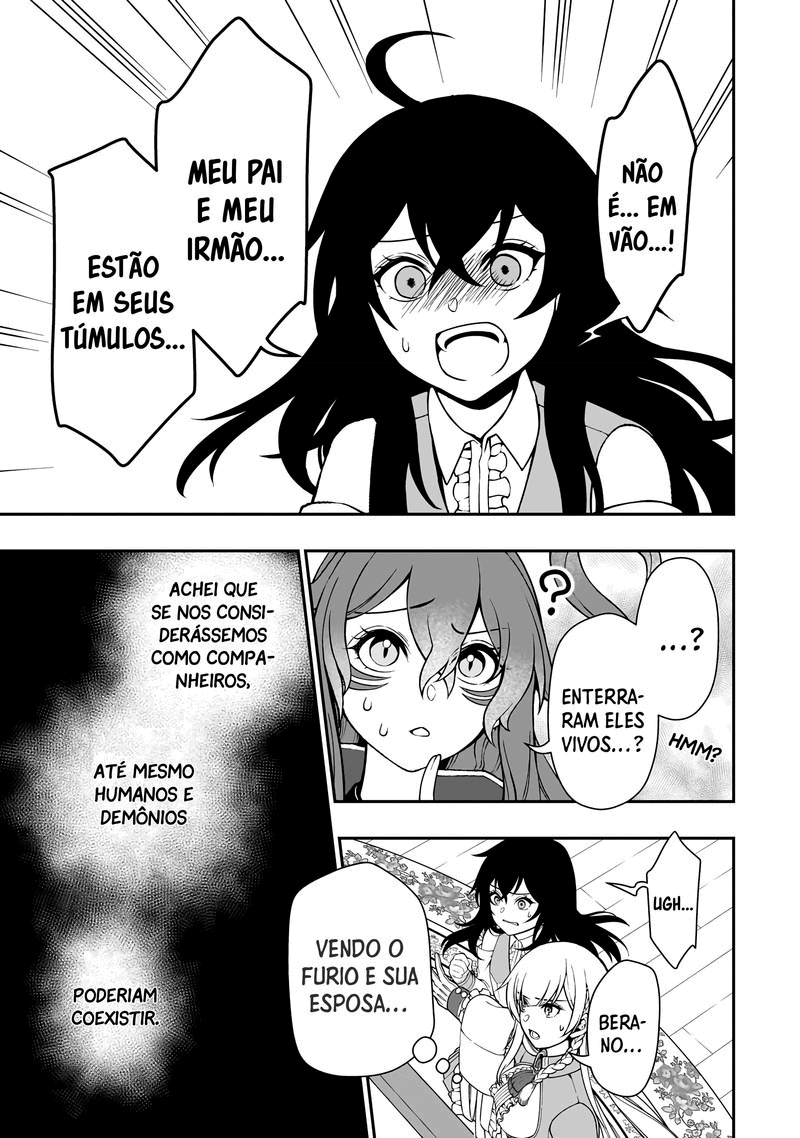 NÃO
É... EM
VÃO...!
MEU PAI
E MEU
IRMÃO...
ESTÃO
EM SEUS
TÚMULOS...
...?
ENTERRA-
RAM ELES
VIVOS...?
HMM?
?
UGH...
BERA-
NO...
VENDO O
FURIO E SUA
ESPOSA...
ACHEI QUE
SE NOS CONSI-
DERÁSSEMOS
COMO COMPA-
NHEIROS,
ATÉ MESMO
HUMANOS E
DEMÔNIOS
PODERIAM
COEXISTIR.